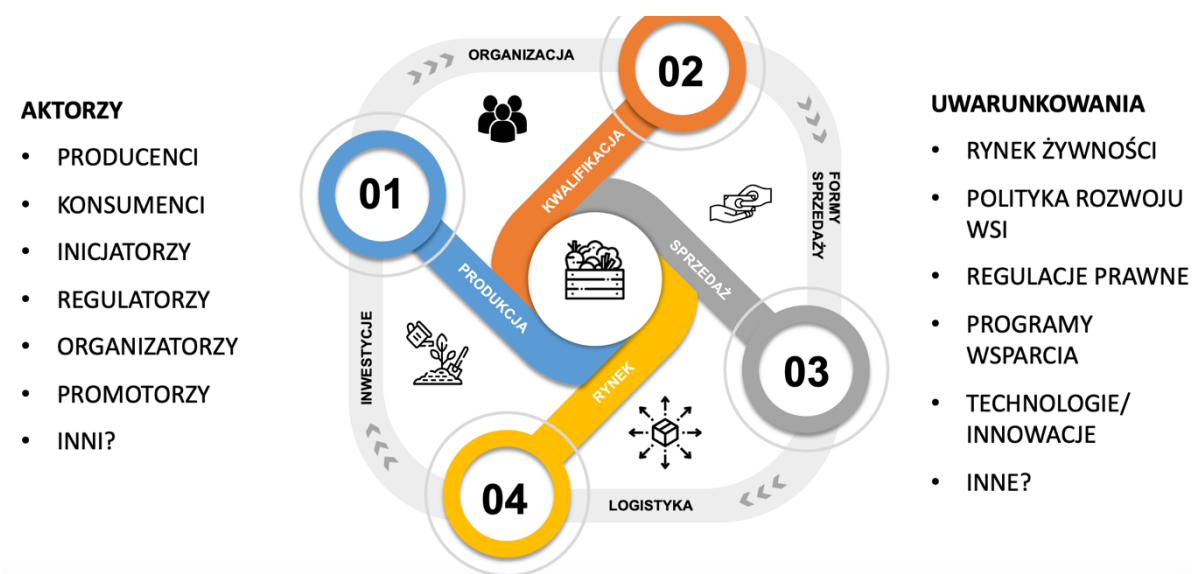 AKTORZY
• PRODUCENCI
• KONSUMENCI
• INICJATORZY
• REGULATORZY
• ORGANIZATORZY
• PROMOTORZY
• INNI?
ORGANIZACJA
02
KWALIFIKACJA
01
PRODUKCJA
FORMY
SPRZEDAŻY
SPRZEDAŻ
INWESTYCJE
RYNEK
03
04
LOGISTYKA
UWARUNKOWANIA
• RYNEK ŻYWNOŚCI
• POLITYKA ROZWOJU
WSI
• REGULACJE PRAWNE
• PROGRAMY
WSPARCIA
• TECHNOLOGIE/
INNOWACJE
• INNE?